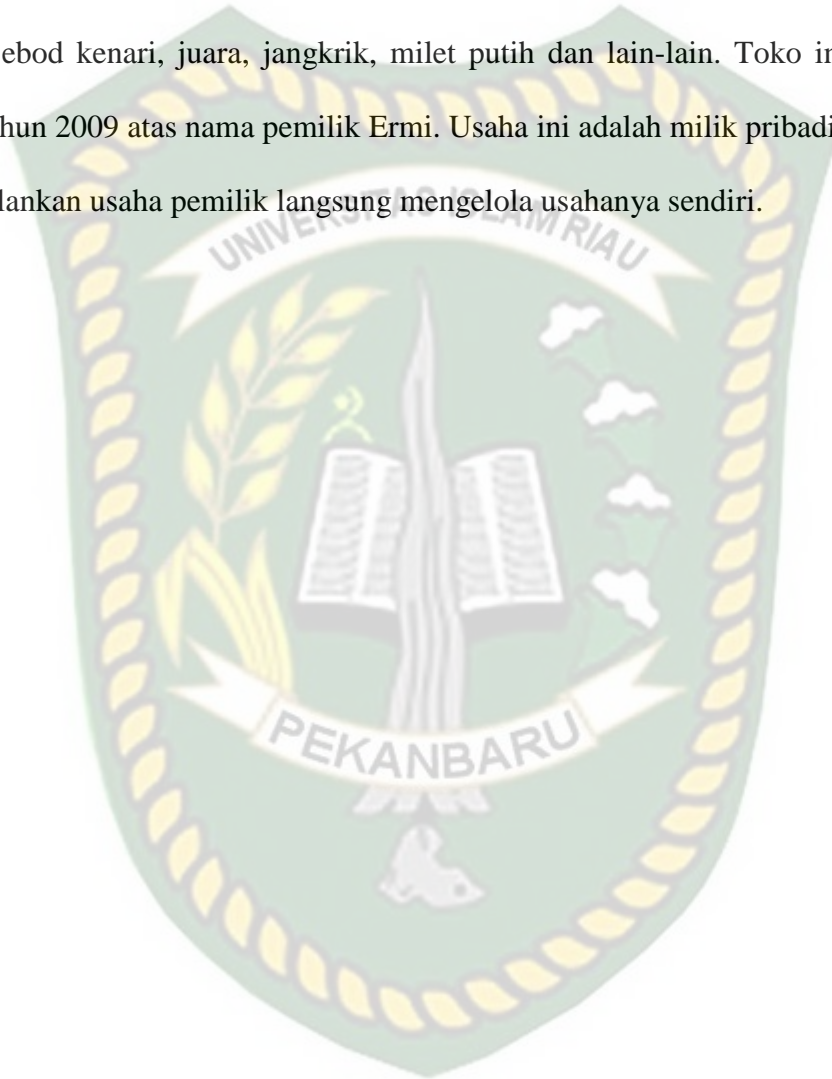 ebod kenari, juara, jangkrik, milet putih dan lain-lain. Toko in
hun 2009 atas nama pemilik Ermi. Usaha ini adalah milik pribadi
lankan usaha pemilik langsung mengelola usahanya sendiri.
UNIVERSITAS ISLAM RIAU
PEKANBARU